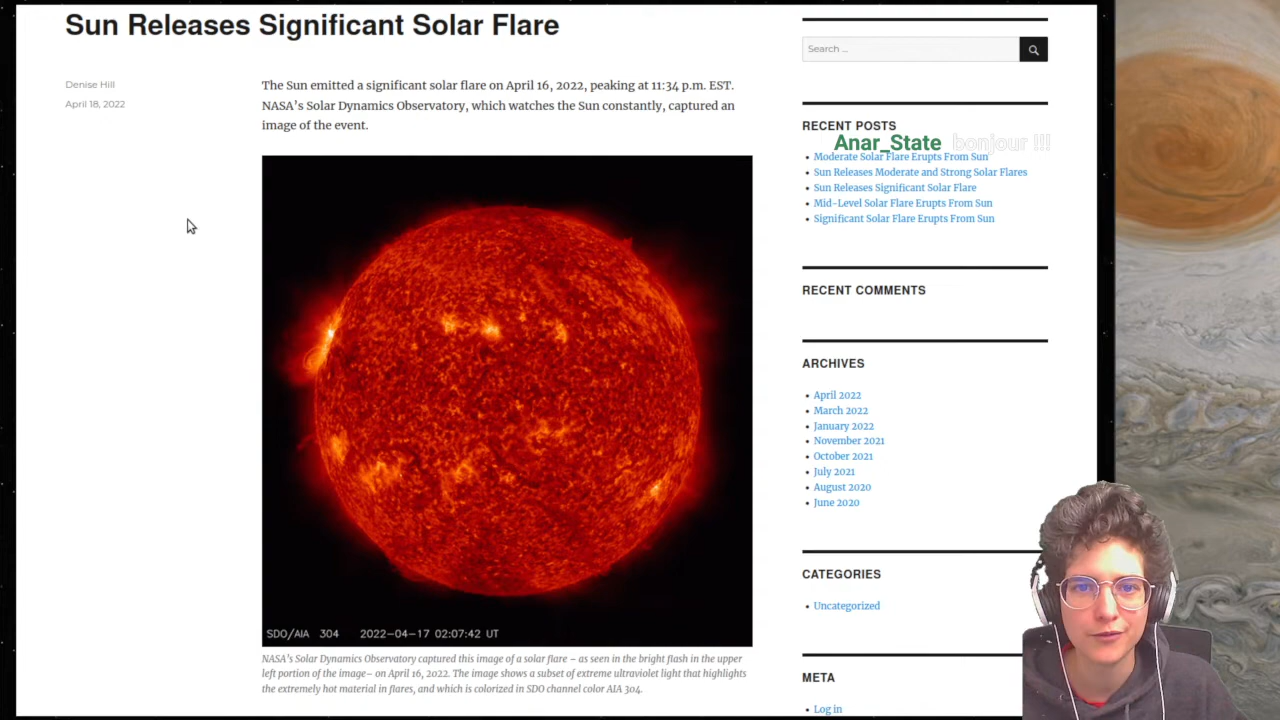 Sun Releases Significant Solar Flare
Denise Hill
April 18, 2022
The Sun emitted a significant solar flare on April 16, 2022, peaking at 11:34 p.m. EST.
NASA's Solar Dynamics Observatory, which watches the Sun constantly, captured an
image of the event.
SDO/AIA 304 2022-04-17 02:07:42 UT
NASA's Solar Dynamics Observatory captured this image of a solar flare – as seen in the bright flash in the upper
left portion of the image– on April 16, 2022. The image shows a subset of extreme ultraviolet light that highlights
the extremely hot material in flares, and which is colorized in SDO channel color AIA 304.
Search ...
RECENT POSTS
Anar_State bonjour !!!
Moderate Solar Flare Erupts From Sun
Sun Releases Moderate and Strong Solar Flares
Sun Releases Significant Solar Flare
Mid-Level Solar Flare Erupts From Sun
Significant Solar Flare Erupts From Sun
RECENT COMMENTS
ARCHIVES
April 2022
March 2022
January 2022
November 2021
October 2021
July 2021
August 2020
June 2020
CATEGORIES
Uncategorized
META
Log in